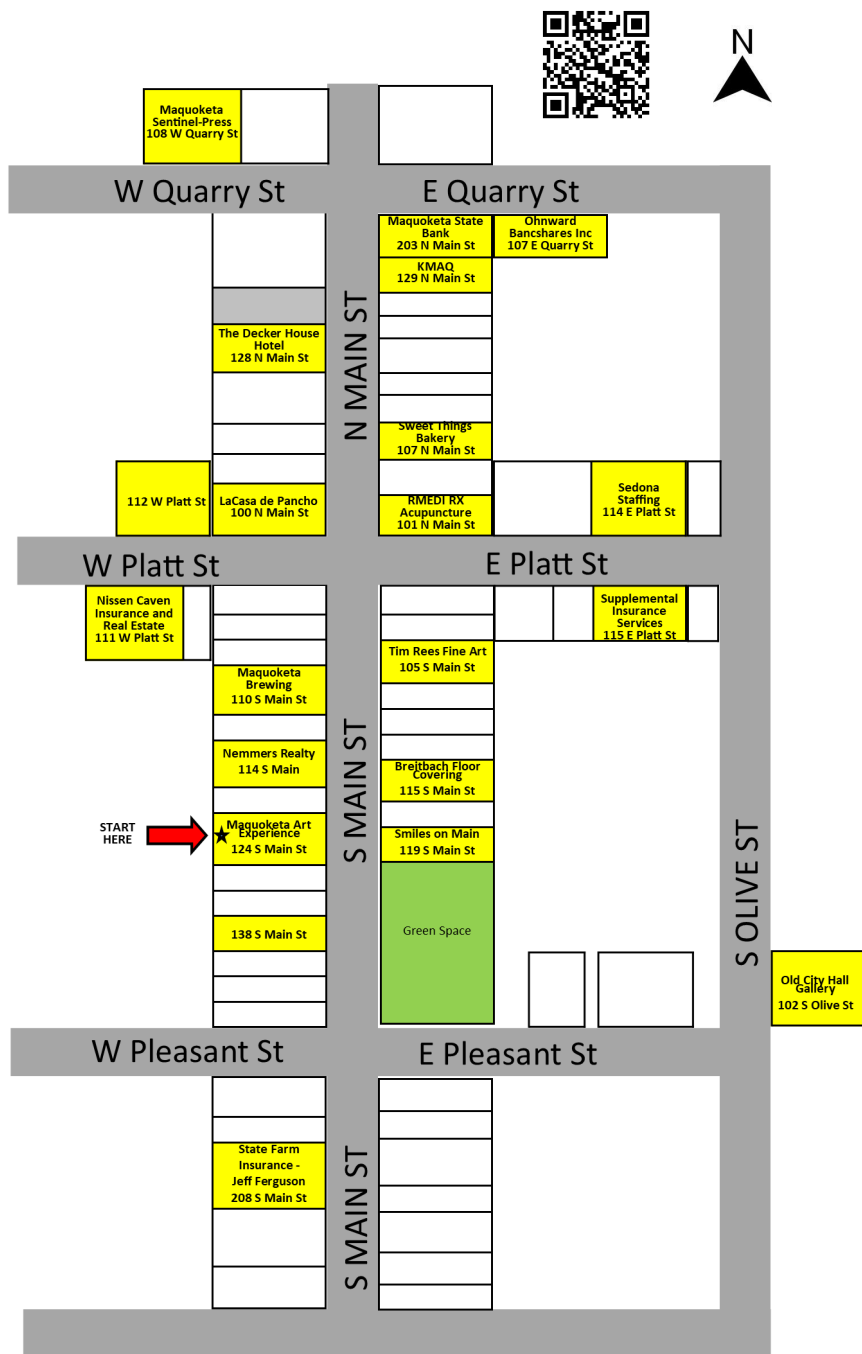 N
Maquoketa
Sentinel-Press
108 W Quarry St
W Quarry St
E Quarry St
Maquoketa State
Bank
203 N Main St
Ohnward
Bancshares Inc
107 E Quarry St
KMAQ
129 N Main St
The Decker House
Hotel
128 N Main St
N MAIN ST
Sweet Things
Bakery
107 N Main St
112 W Platt St
LaCasa de Pancho
100 N Main St
RMEDI RX
Acupuncture
101 N Main St
Sedona
Staffing
114 E Platt St
W Platt St
E Platt St
Nissen Caven
Insurance and
Real Estate
111 W Platt St
Supplemental
Insurance
Services
115 E Platt St
Tim Rees Fine Art
105 S Main St
Maquoketa
Brewing
110 S Main St
Nemmers Realty
114 S Main
S MAIN ST
Breitbach Floor
Covering
115 S Main St
START
HERE
Maquoketa Art
Experience
124 S Main St
Smiles on Main
119 S Main St
S OLIVE ST
138 S Main St
Green Space
Old City Hall
Gallery
102 S Olive St
W Pleasant St
E Pleasant St
State Farm
Insurance -
Jeff Ferguson
208 S Main St
S MAIN ST